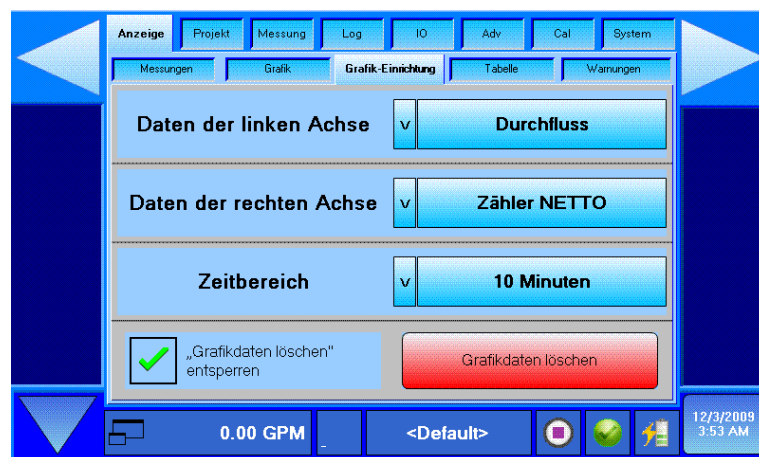 Anzeige Projekt Messung Log IO Adv Cal System
Messungen Grafik Grafik-Einrichtung Tabelle Warnungen
Daten der linken Achse v Durchfluss
Daten der rechten Achse v Zähler NETTO
Zeitbereich v 10 Minuten
„Grafikdaten löschen"
entsperren
Grafikdaten löschen
0.00 GPM _ <Default>
12/3/2009
3:53 AM